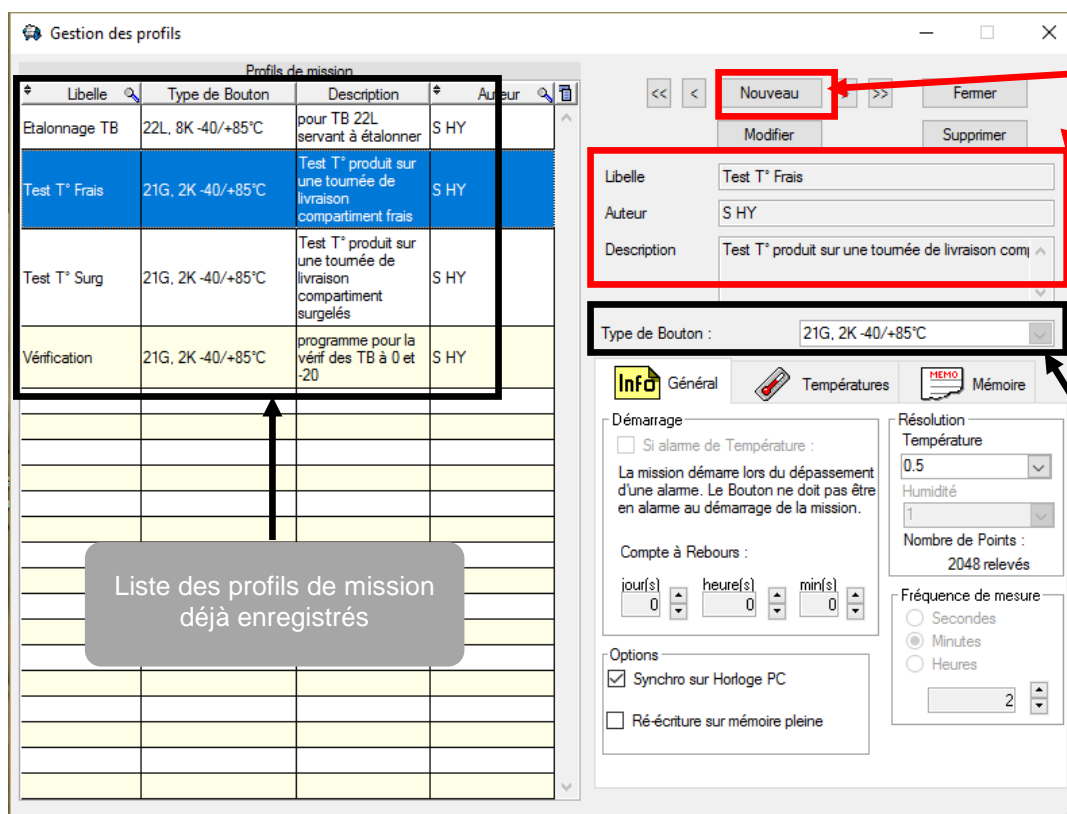 Gestion des profils
Profils de mission
Libelle Type de Bouton Description Auteur
Etalonnage TB 22L, 8K -40/+85°C pour TB 22L servant à étalonner S HY
Test T° Frais 21G, 2K -40/+85°C Test T° produit sur une tournée de livraison compartiment frais S HY
Test T° Surg 21G, 2K -40/+85°C Test T° produit sur une tournée de livraison compartiment surgelés S HY
Vérification 21G, 2K -40/+85°C programme pour la vérif des TB à 0 et -20 S HY
Liste des profils de mission
déjà enregistrés
<< < Nouveau >> Fermer
Modifier Supprimer
Libelle Test T° Frais
Auteur S HY
Description Test T° produit sur une tournée de livraison com
Type de Bouton : 21G, 2K -40/+85°C
Info Général Températures MEMO Mémoire
Démarrage
Si alarme de Température :
La mission démarre lors du dépassement
d'une alarme. Le Bouton ne doit pas être
en alarme au démarrage de la mission.
Compte à Rebours :
jour(s) heure(s) min(s)
0 0 0
Résolution
Température
0.5
Humidité
1
Nombre de Points :
2048 relevés
Options
Synchro sur Horloge PC
Ré-écriture sur mémoire pleine
Fréquence de mesure
Secondes
Minutes
Heures
2